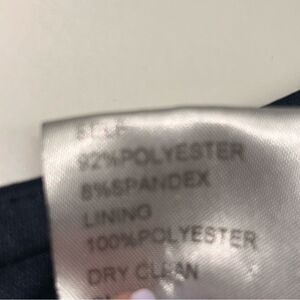 92%POLYESTER
8%SPANDEX
LINING
100%POLYESTER
DRY CLEAN